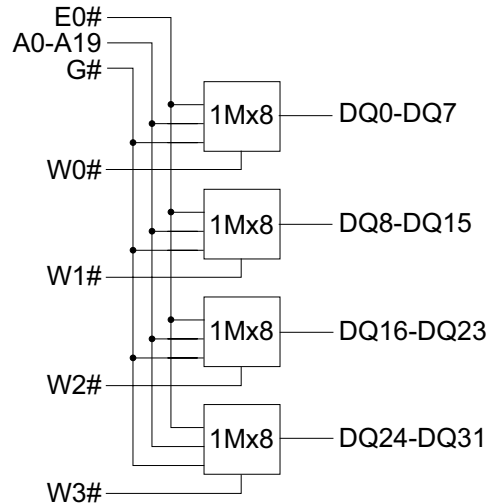 E0#
A0-A19
G#
1Mx8 DQ0-DQ7
W0#
1Mx8 DQ8-DQ15
W1#
1Mx8 DQ16-DQ23
W2#
1Mx8 DQ24-DQ31
W3#